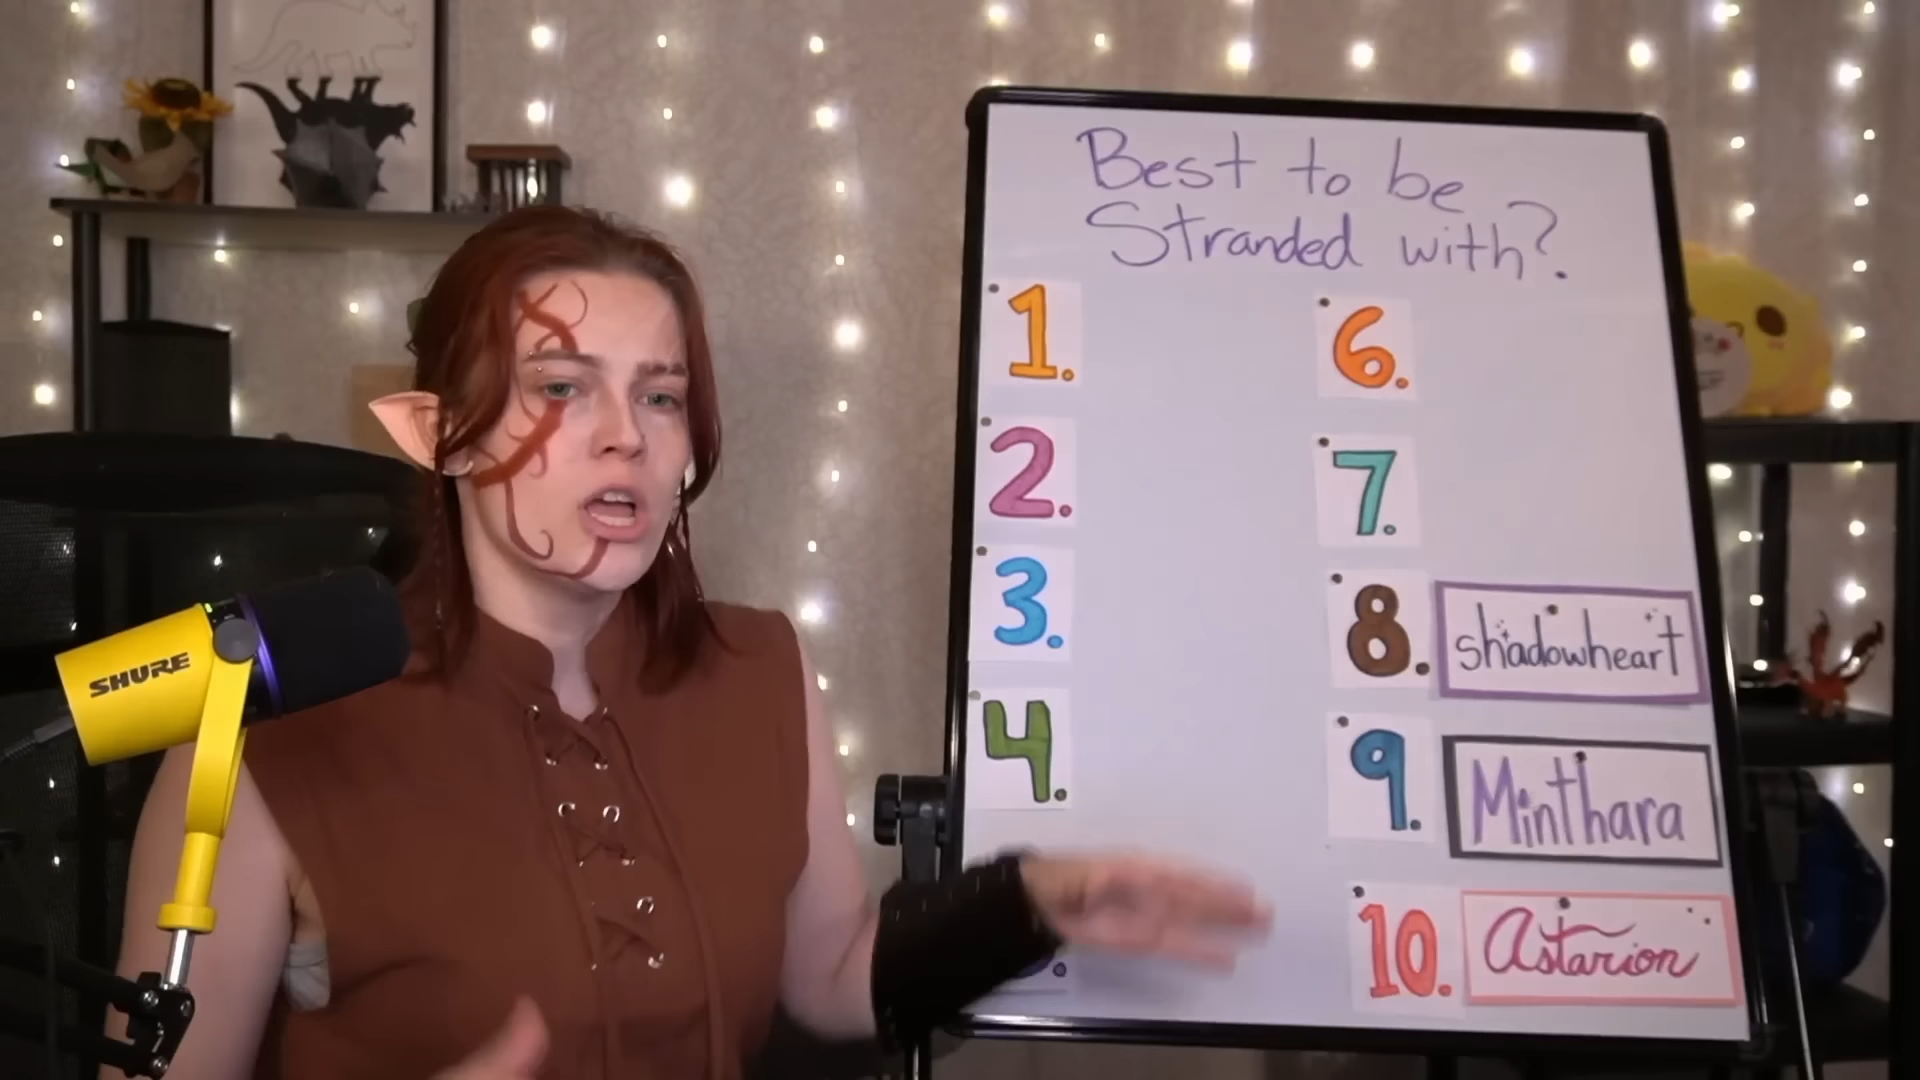 Best to be
Stranded with?
1.
2.
3.
4.
6.
7.
8. shadowheart
9. Minthara
10. Astarion
SHURE